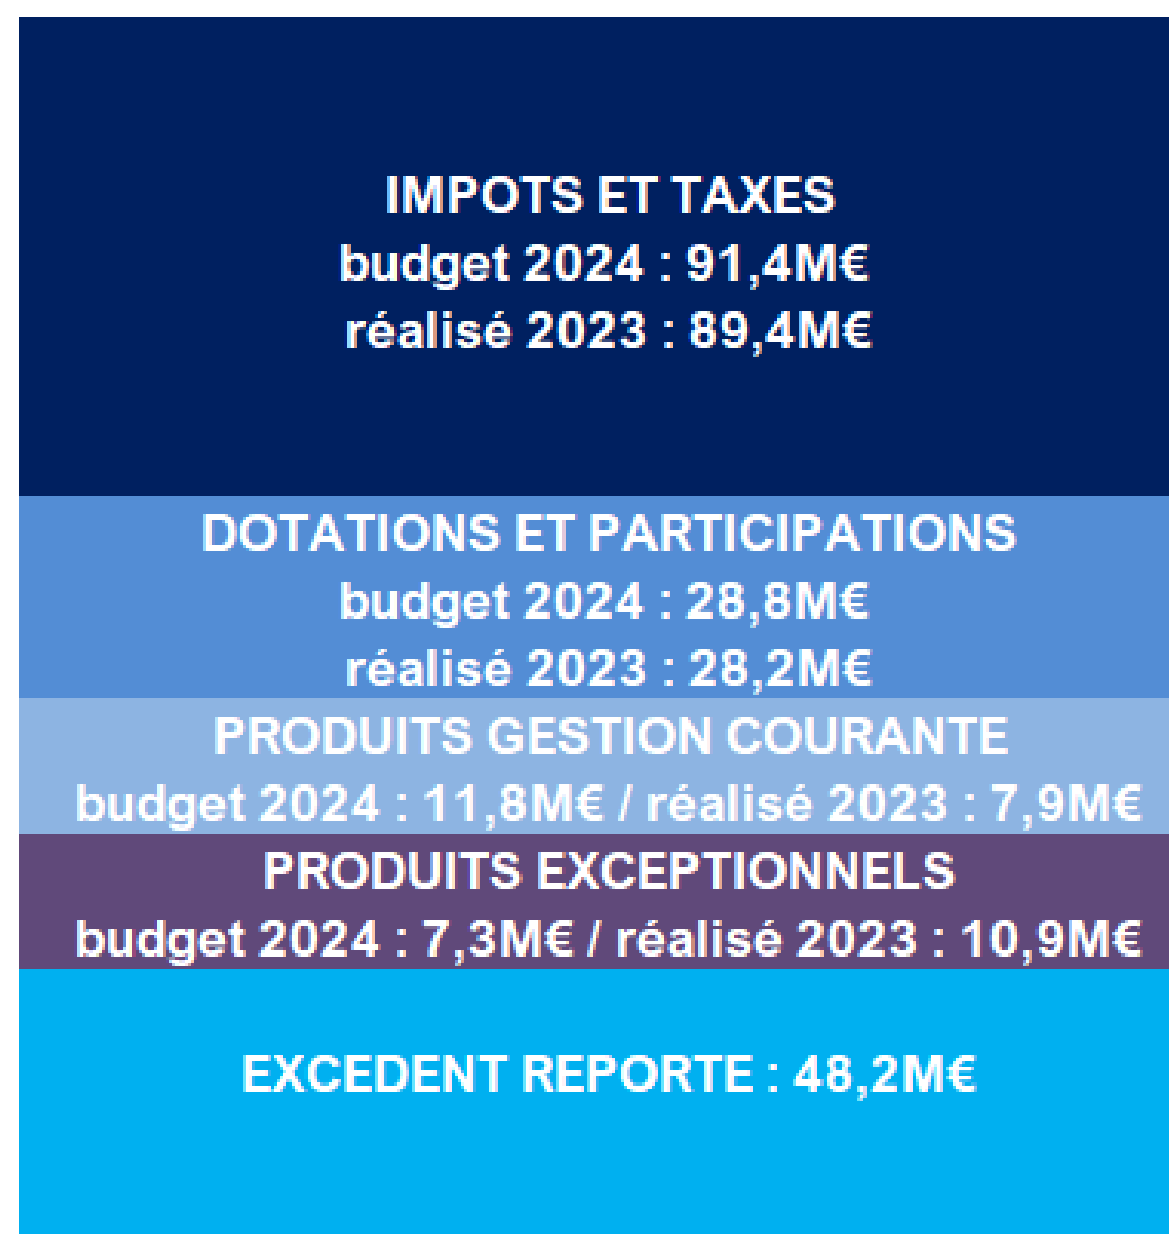 IMPOTS ET TAXES
budget 2024 : 91,4M€
réalisé 2023 : 89,4M€
DOTATIONS ET PARTICIPATIONS
budget 2024 : 28,8M€
réalisé 2023 : 28,2M€
PRODUITS GESTION COURANTE
budget 2024 : 11,8M€ / réalisé 2023 : 7,9M€
PRODUITS EXCEPTIONNELS
budget 2024 : 7,3M€ / réalisé 2023 : 10,9M€
EXCEDENT REPORTE : 48,2M€